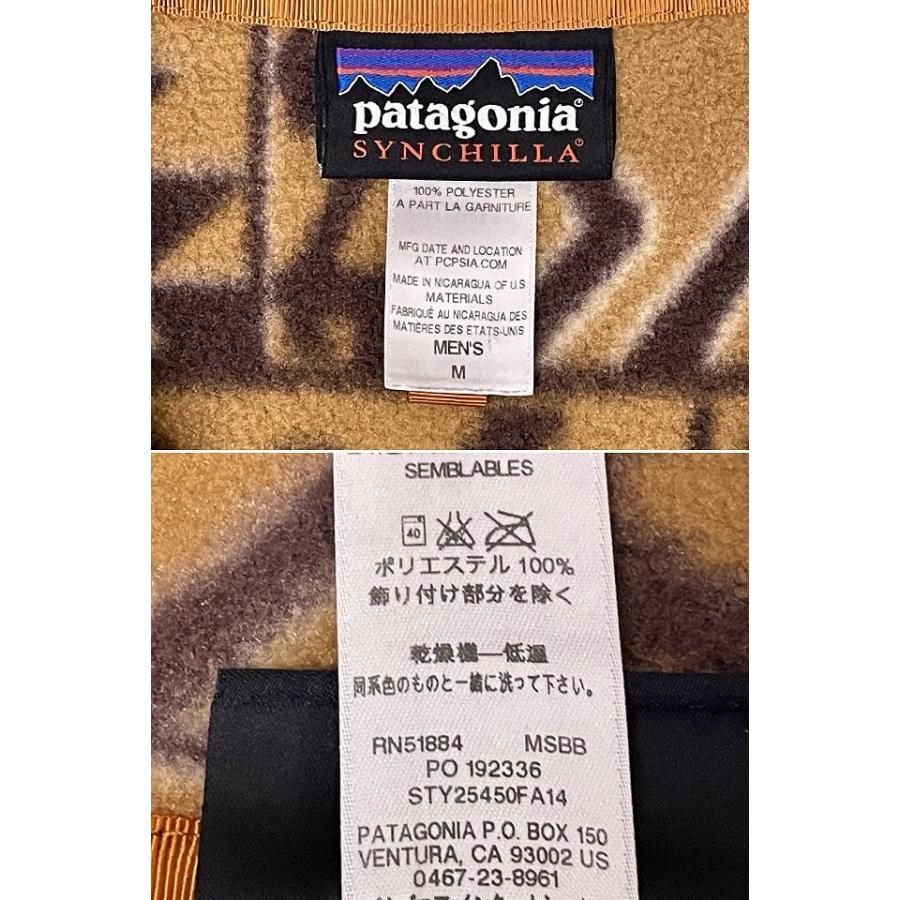 patagonia®
SYNCHILLA®
100% POLYESTER
A PART LA GARNITURE
MFG DATE AND LOCATION
AT PCPSIA.COM
MADE IN NICARAGUA OF U.S.
MATERIALS
FABRIQUÉ AU NICARAGUA DES
MATIÈRES DES ETATS-UNIS
MEN'S
M
SEMBLABLES
40
ポリエステル 100%
飾り付け部分を除く
乾燥機—低温
同系色のものと一緒に洗って下さい。
RN51884 MSBB
PO 192336
STY25450FA14
PATAGONIA P.O. BOX 150
VENTURA, CA 93002 US
0467-23-8961